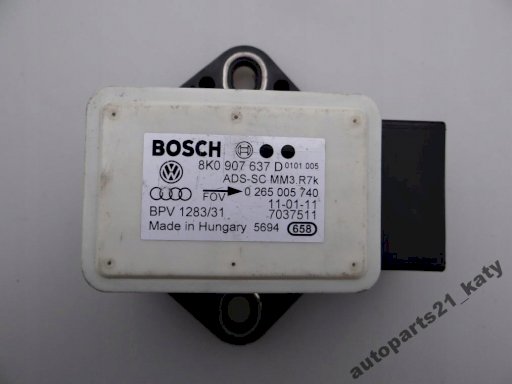 BOSCH
8K0 907 637 D 0101 005
ADS-SC MM3.R7k
FOV 0 265 005 740
11-01-11
BPV 1283/31 7037511
Made in Hungary 5694 658
autoparts21_katy